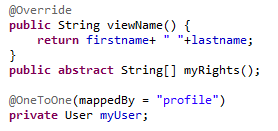 @Override
public String viewName() {
return firstname+ " "+lastname;
}
public abstract String[] myRights();
@OneToOne(mappedBy = "profile")
private User myUser;